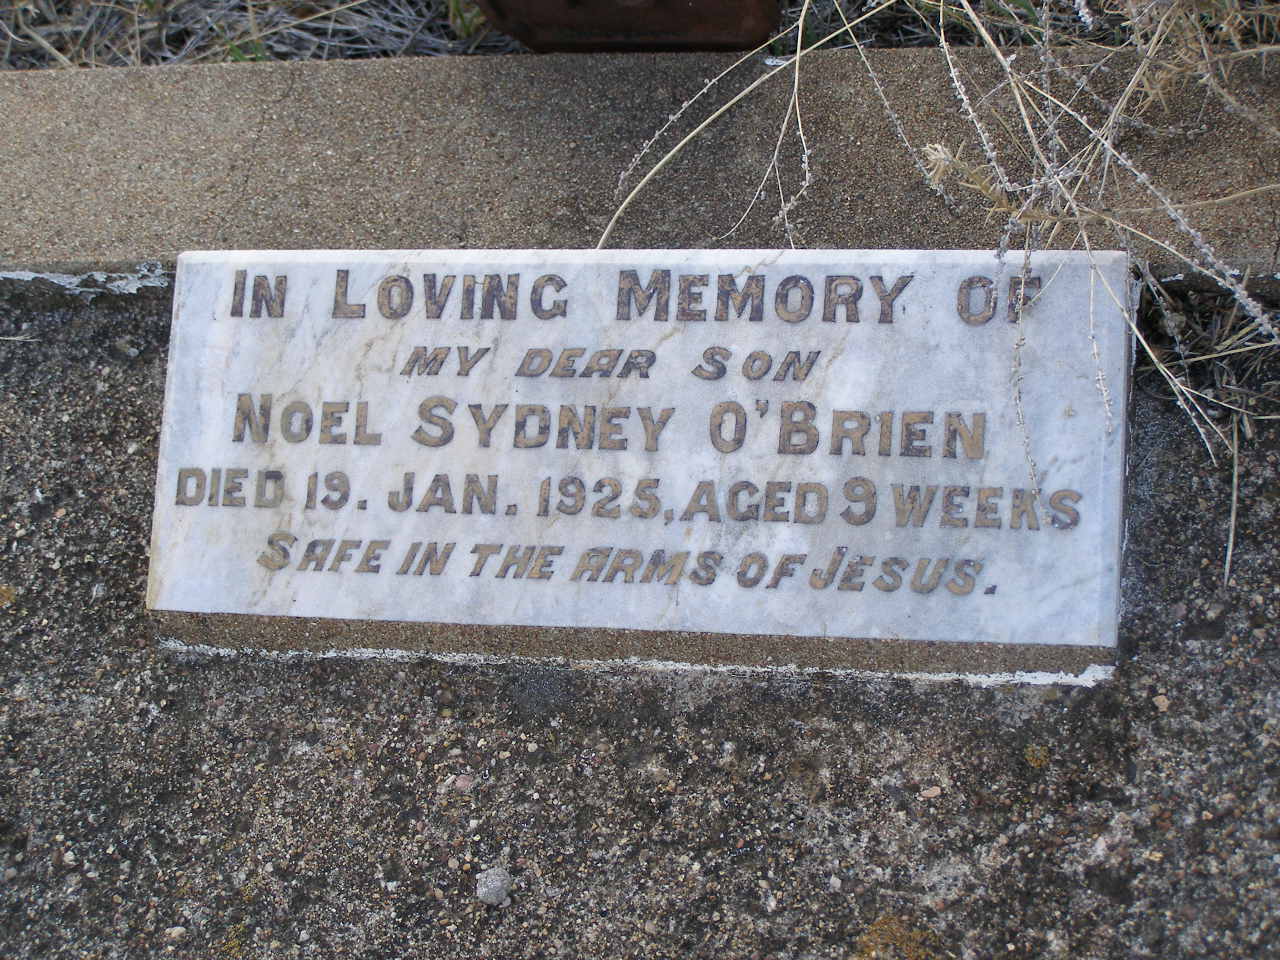 IN LOVING MEMORY OF
MY DEAR SON
NOEL SYDNEY O'BRIEN
DIED 19. JAN. 1925, AGED 9 WEEKS
SAFE IN THE ARMS OF JESUS.